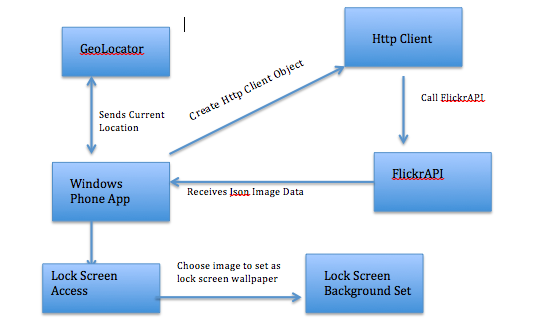 GeoLocator
Http Client
Create Http Client Object
Sends Current
Location
Call FlickrAPI
Windows
Phone App
Receives Json Image Data
FlickrAPI
Lock Screen
Access
Choose image to set as
lock screen wallpaper
Lock Screen
Background Set